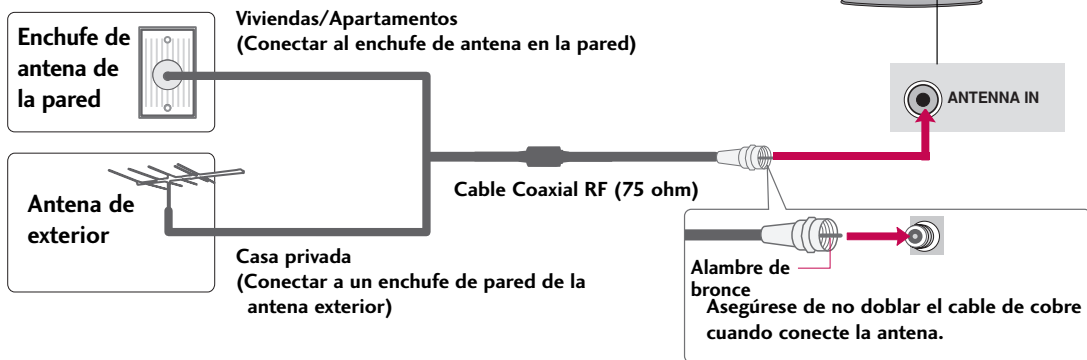 Viviendas/Apartamentos
(Conectar al enchufe de antena en la pared)
Enchufe de
antena de
la pared
ANTENNA IN
Cable Coaxial RF (75 ohm)
Antena de
exterior
Casa privada
(Conectar a un enchufe de pared de la
antena exterior)
Alambre de
bronce
Asegúrese de no doblar el cable de cobre
cuando conecte la antena.